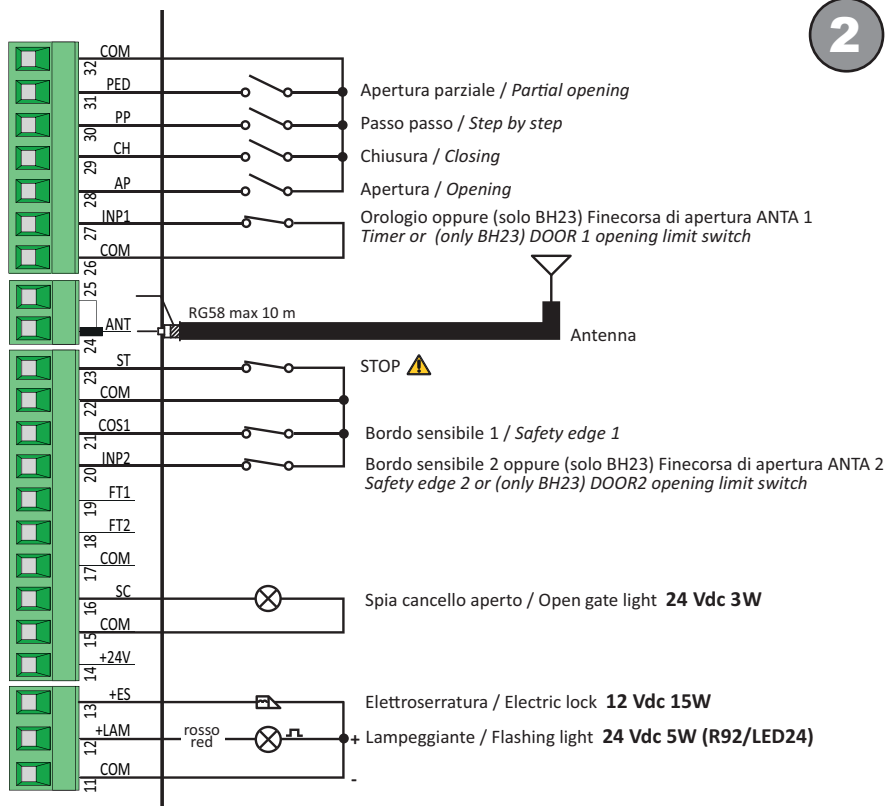 2
COM
32
PED
31
Apertura parziale / Partial opening
PP
30
Passo passo / Step by step
CH
29
Chiusura / Closing
AP
28
Apertura / Opening
INP1
27
Orologio oppure (solo BH23) Finecorsa di apertura ANTA 1
Timer or (only BH23) DOOR 1 opening limit switch
COM
26
25
RG58 max 10 m
ANT
24
Antenna
ST
23
STOP
COM
22
COS1
21
Bordo sensibile 1 / Safety edge 1
INP2
20
Bordo sensibile 2 oppure (solo BH23) Finecorsa di apertura ANTA 2
Safety edge 2 or (only BH23) DOOR2 opening limit switch
FT1
19
FT2
18
COM
17
SC
16
Spia cancello aperto / Open gate light 24 Vdc 3W
COM
15
+24V
14
+ES
13
Elettroserratura / Electric lock 12 Vdc 15W
+LAM
12
rosso
red
+ Lampeggiante / Flashing light 24 Vdc 5W (R92/LED24)
COM
11
-